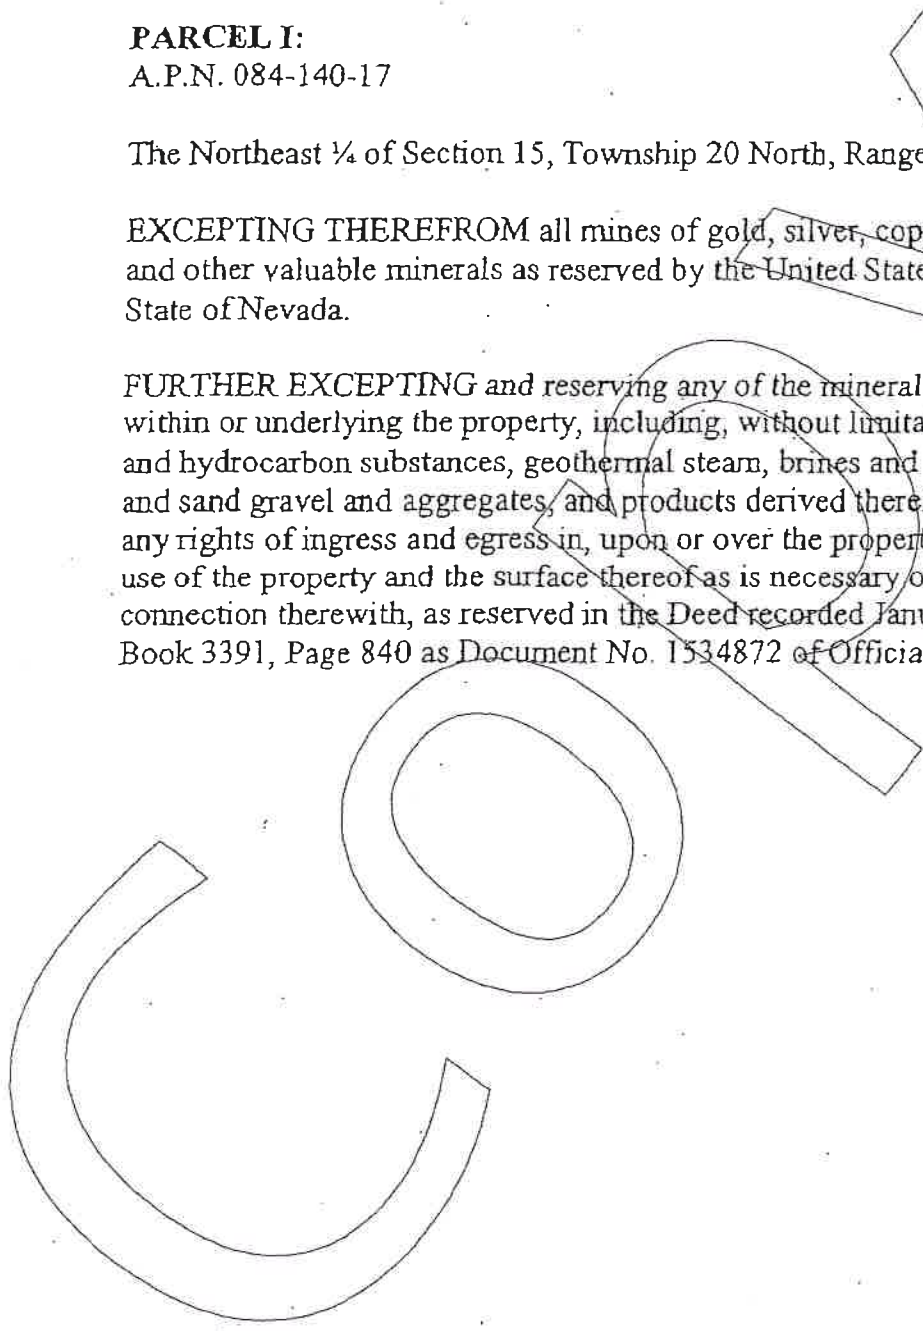 PARCEL I:
A.P.N. 084-140-17
The Northeast ¼ of Section 15, Township 20 North, Range
EXCEPTING THEREFROM all mines of gold, silver, cop
and other valuable minerals as reserved by the United State
State of Nevada.
FURTHER EXCEPTING and reserving any of the mineral
within or underlying the property, including, without limita
and hydrocarbon substances, geothermal steam, brines and
and sand gravel and aggregates, and products derived there
any rights of ingress and egress in, upon or over the propert
use of the property and the surface thereof as is necessary o
connection therewith, as reserved in the Deed recorded Janu
Book 3391, Page 840 as Document No. 1534872 of Officia
Copy